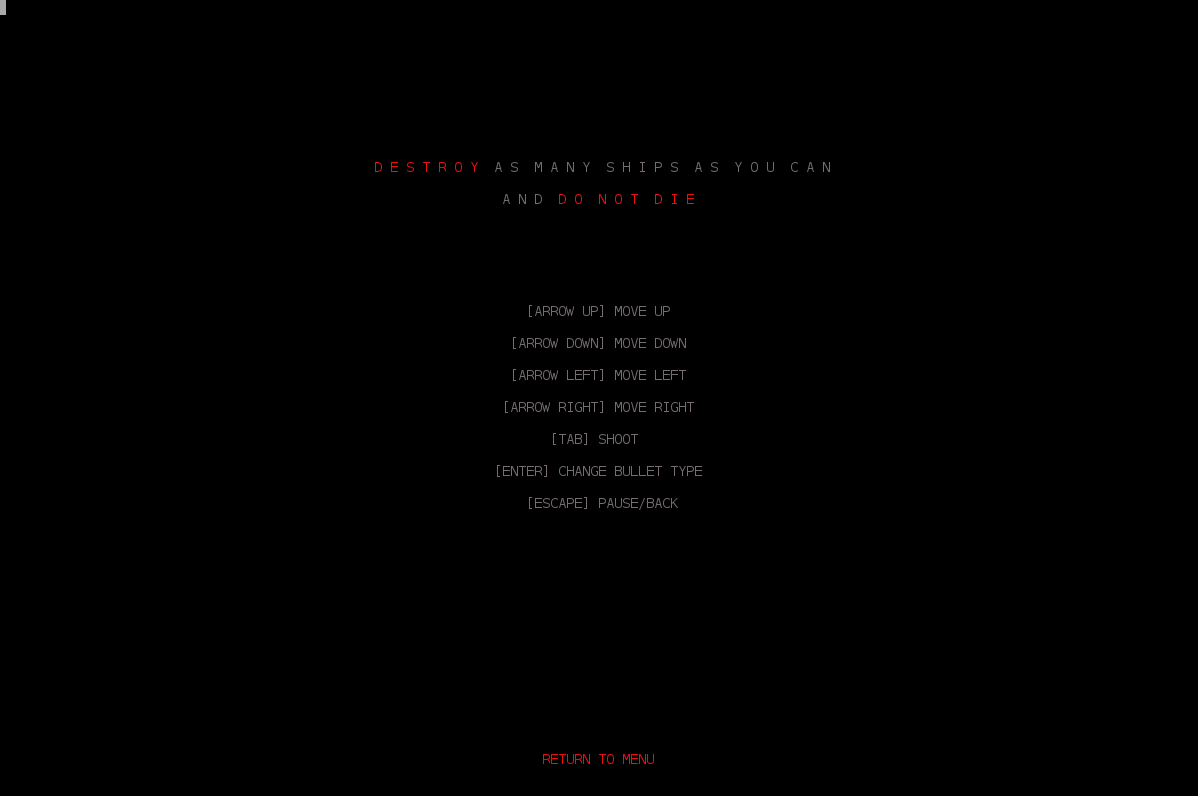 DESTROY AS MANY SHIPS AS YOU CAN
AND DO NOT DIE
[ARROW UP] MOVE UP
[ARROW DOWN] MOVE DOWN
[ARROW LEFT] MOVE LEFT
[ARROW RIGHT] MOVE RIGHT
[TAB] SHOOT
[ENTER] CHANGE BULLET TYPE
[ESCAPE] PAUSE/BACK
RETURN TO MENU